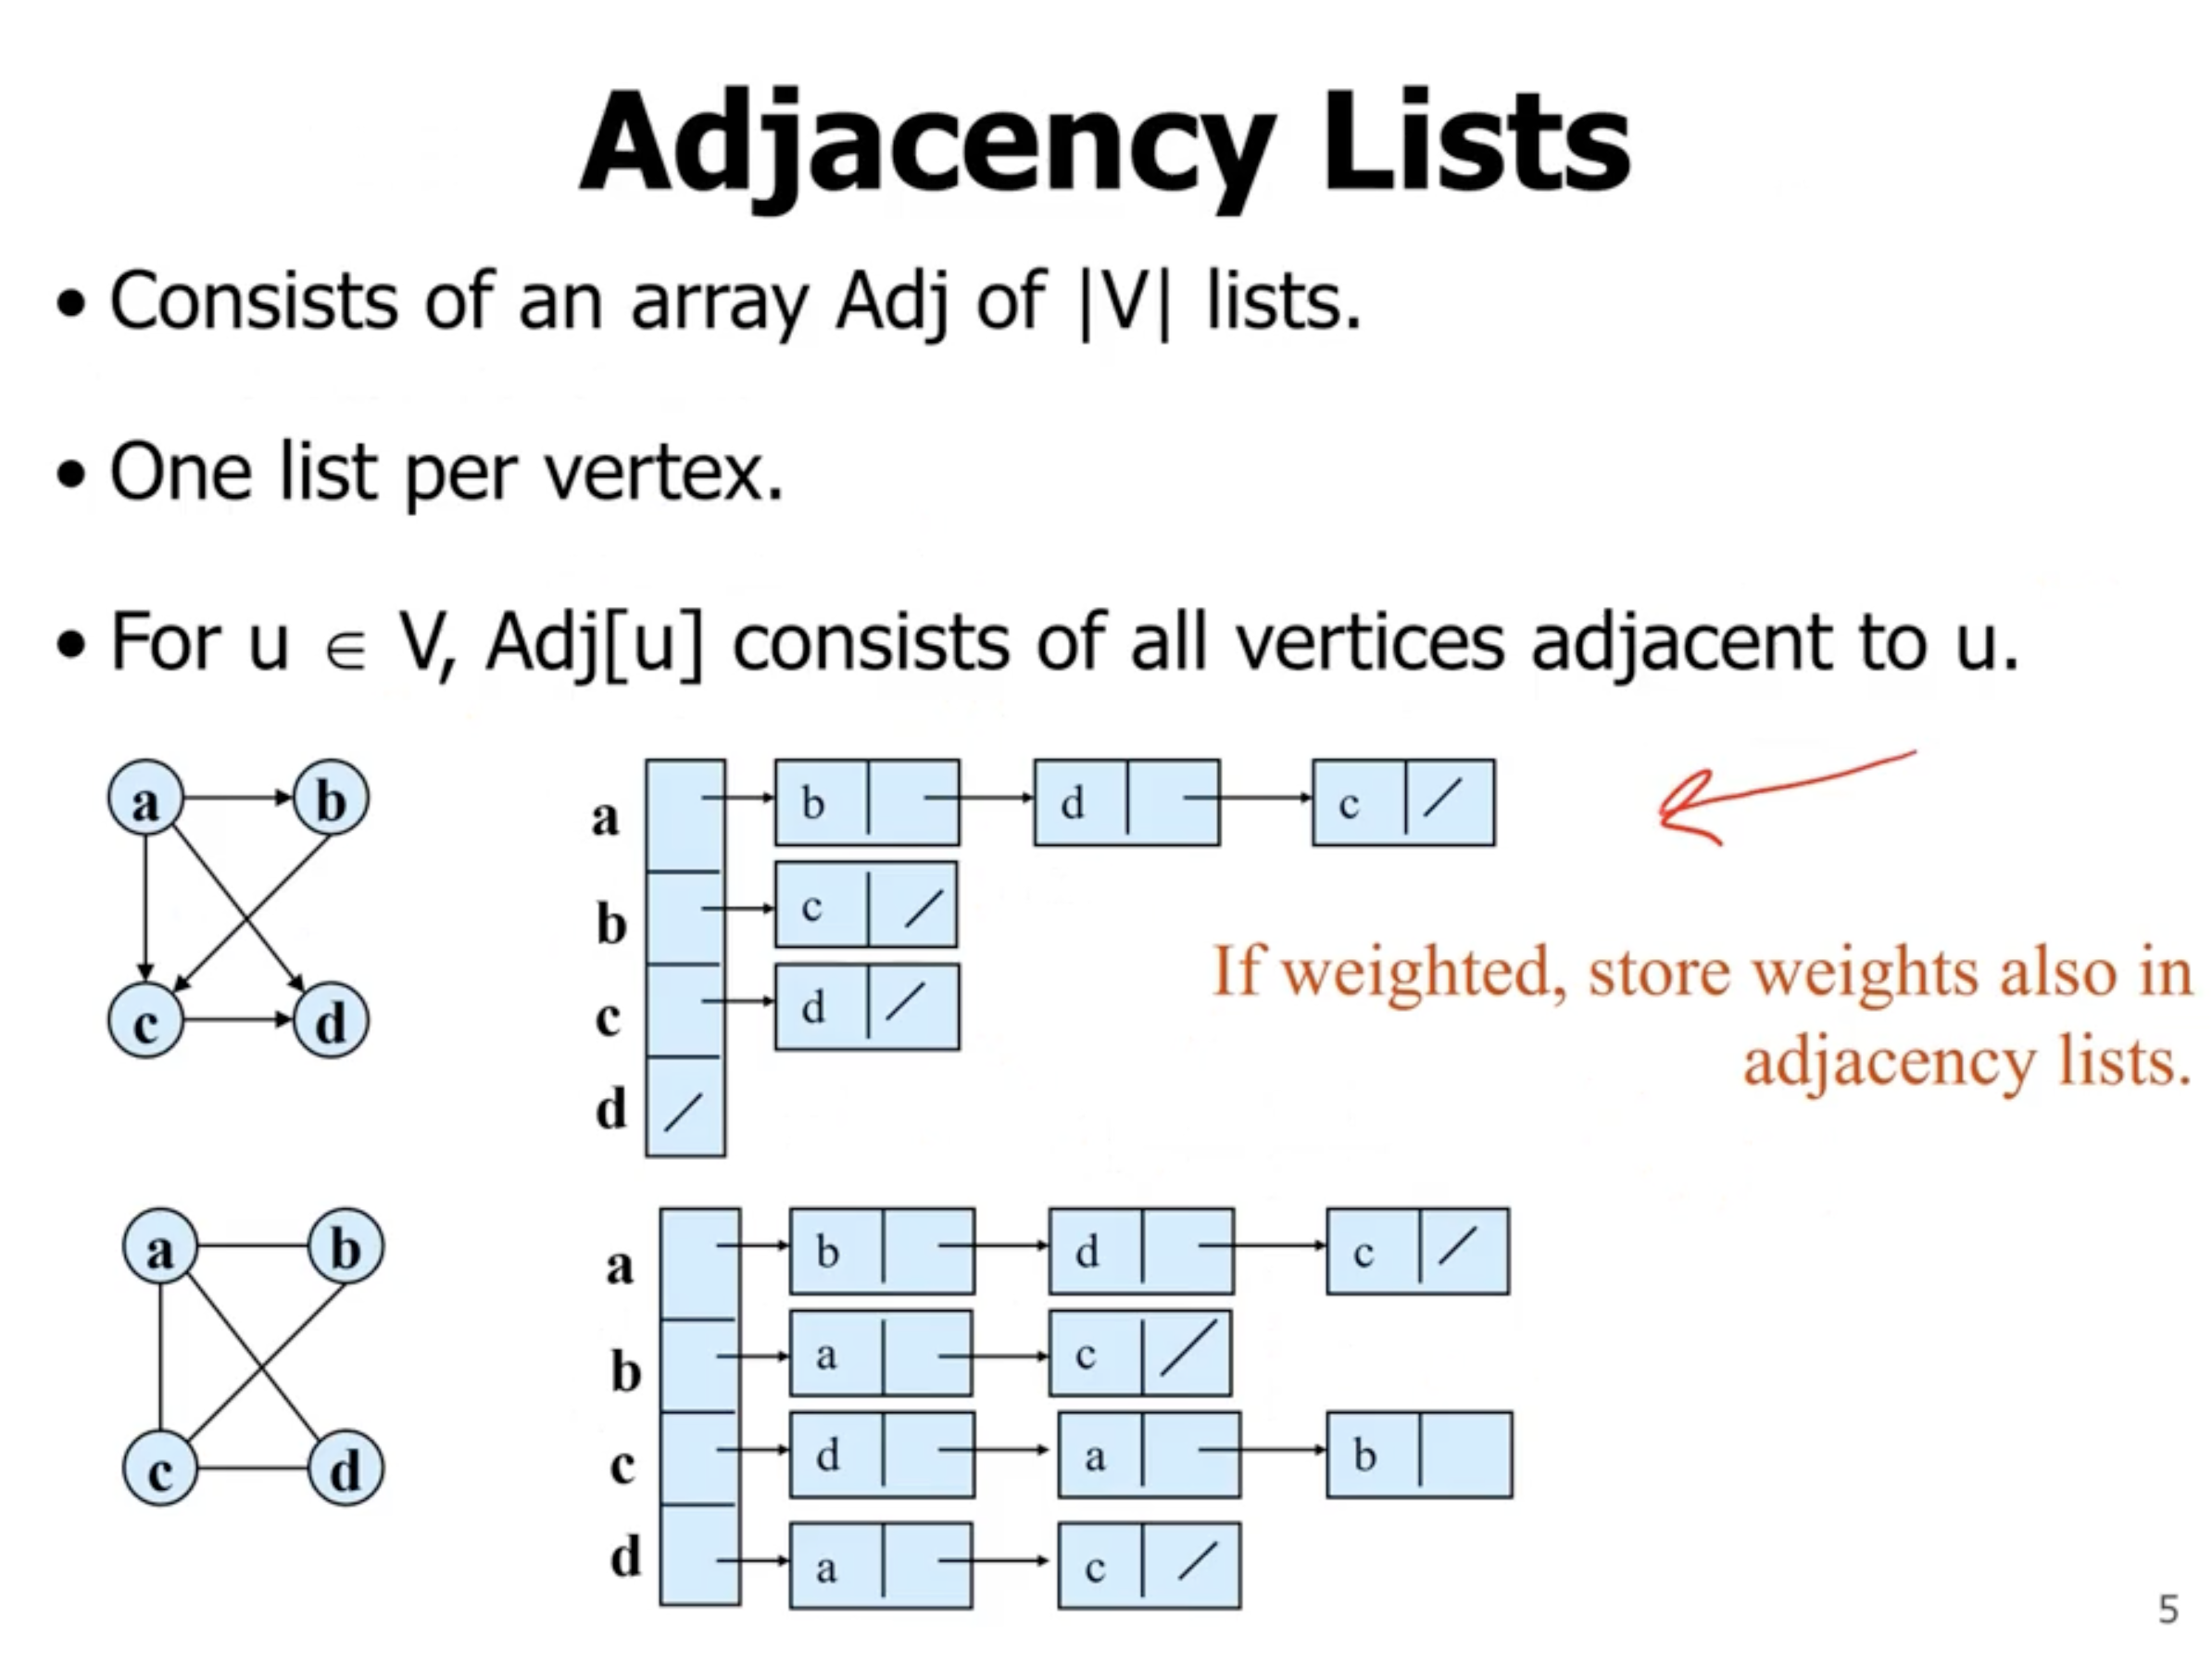 Adjacency Lists
• Consists of an array Adj of |V| lists.
• One list per vertex.
• For u ∈ V, Adj[u] consists of all vertices adjacent to u.
a b
c d
a b d c
b c
c d
d
If weighted, store weights also in
adjacency lists.
a b
c d
a b d c
b a c
c d a b
d a c
5